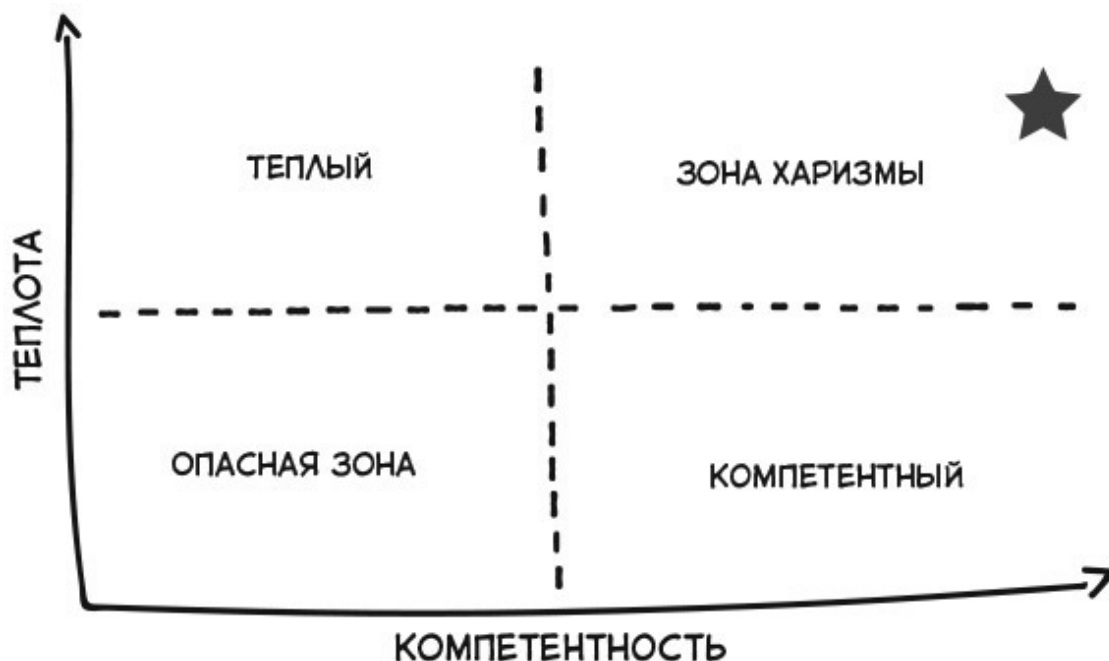 ТЕПЛЫЙ
ЗОНА ХАРИЗМЫ
ТЕПЛОТА
ОПАСНАЯ ЗОНА
КОМПЕТЕНТНЫЙ
КОМПЕТЕНТНОСТЬ